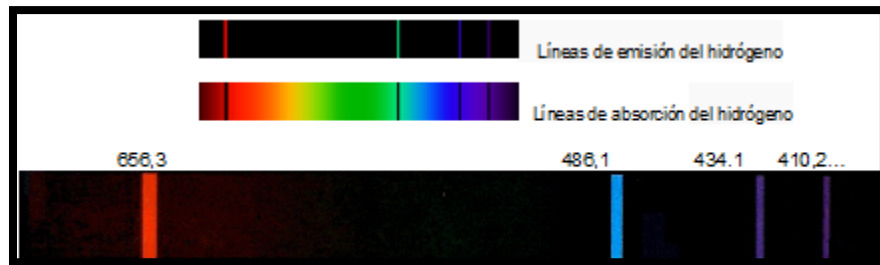 Líneas de emisión del hidrógeno
Líneas de absorción del hidrógeno
656,3 486,1 434.1 410,2...